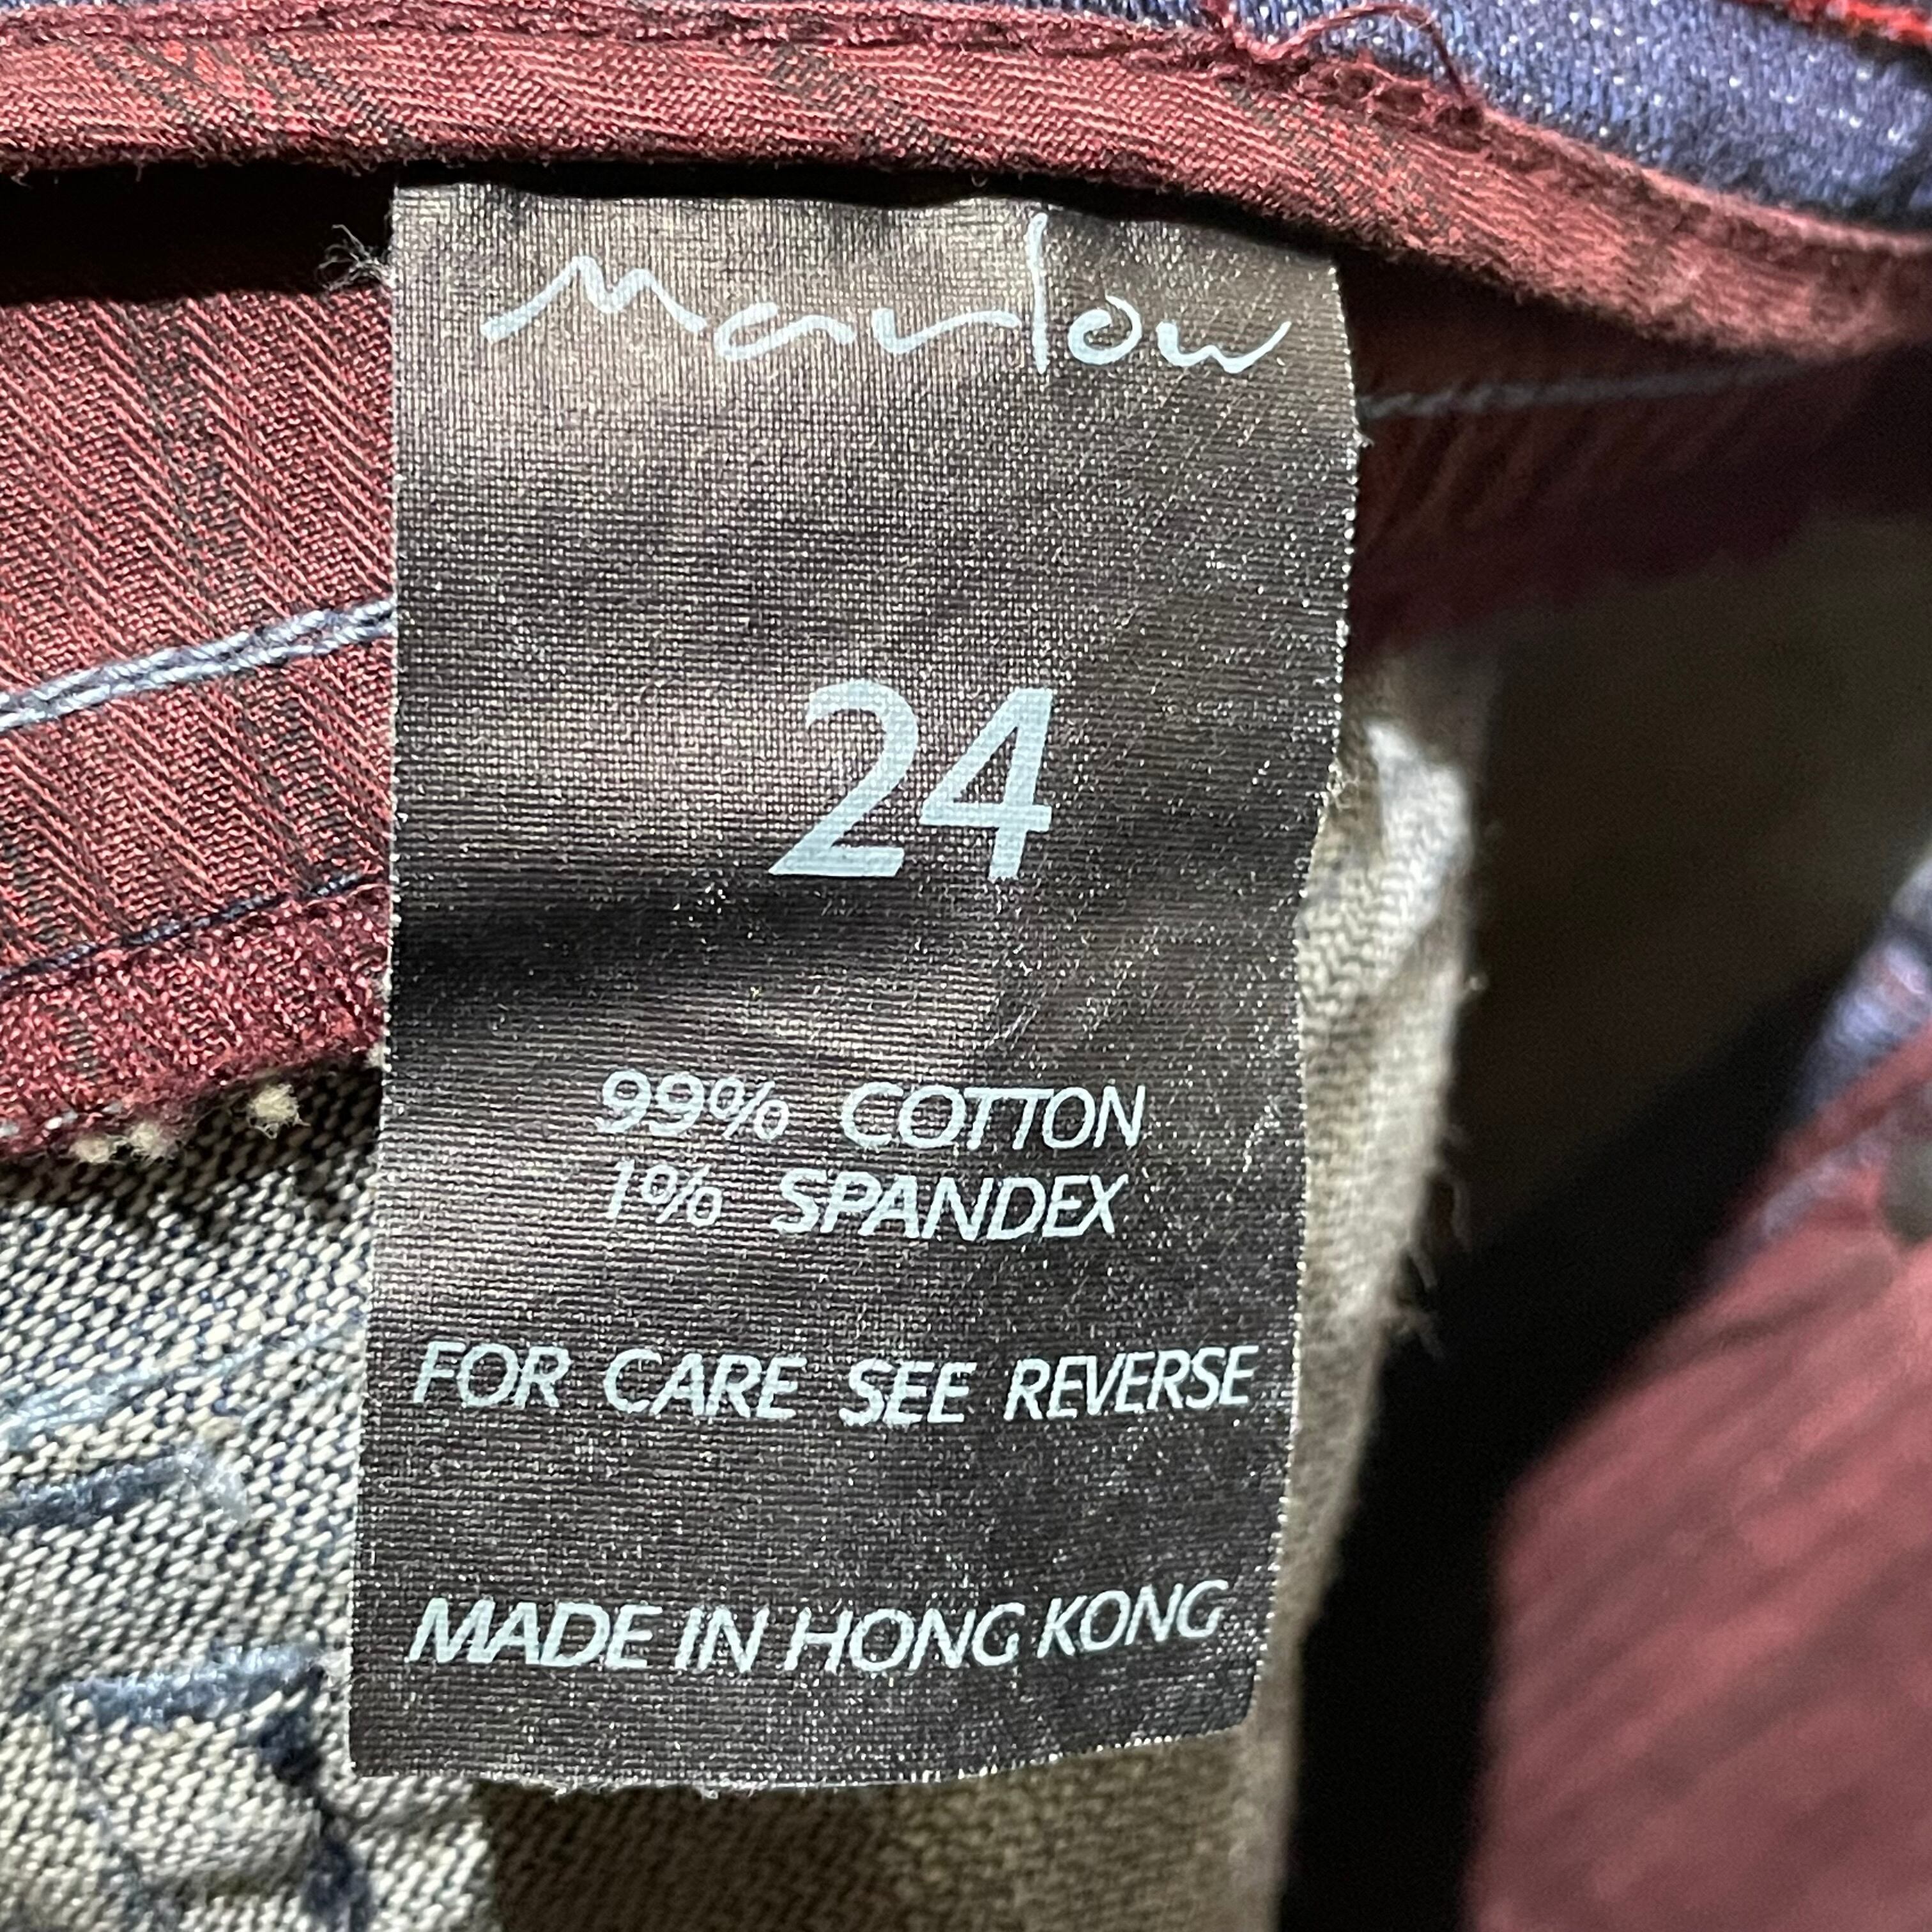 Marlow
24
99% COTTON
1% SPANDEX
FOR CARE SEE REVERSE
MADE IN HONG KONG